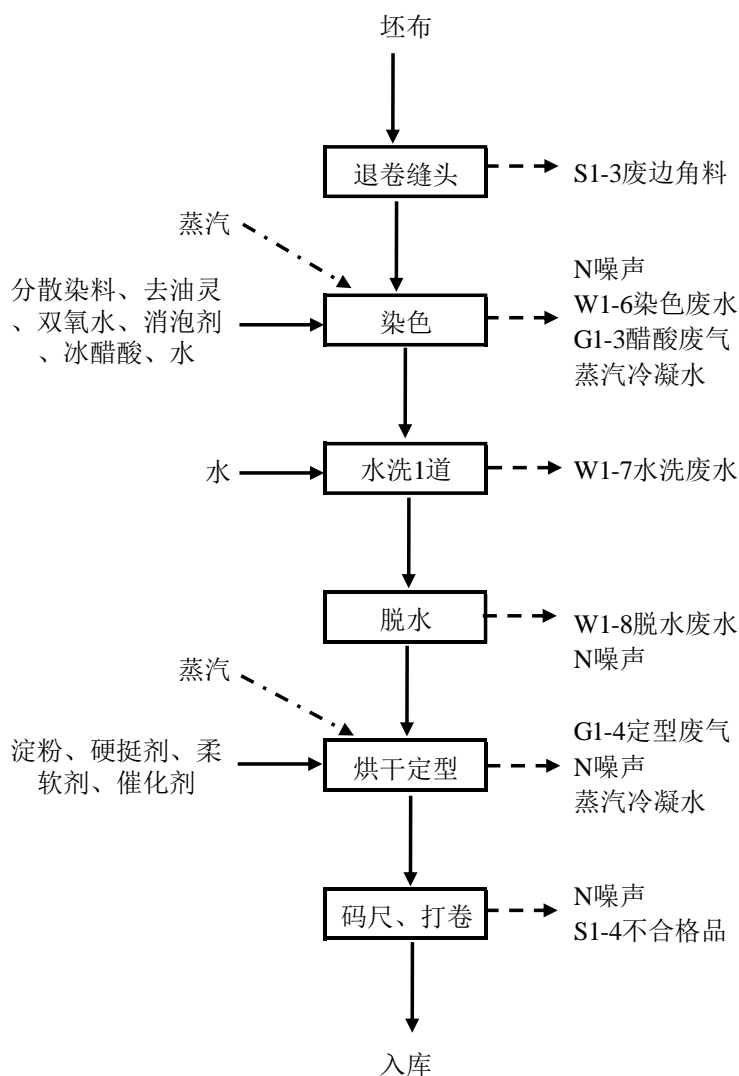 坯布
退卷缝头
S1-3废边角料
蒸汽
分散染料、去油灵
、双氧水、消泡剂
、冰醋酸、水
染色
N噪声
W1-6染色废水
G1-3醋酸废气
蒸汽冷凝水
水
水洗1道
W1-7水洗废水
脱水
W1-8脱水废水
N噪声
蒸汽
淀粉、硬挺剂、柔
软剂、催化剂
烘干定型
G1-4定型废气
N噪声
蒸汽冷凝水
码尺、打卷
N噪声
S1-4不合格品
入库